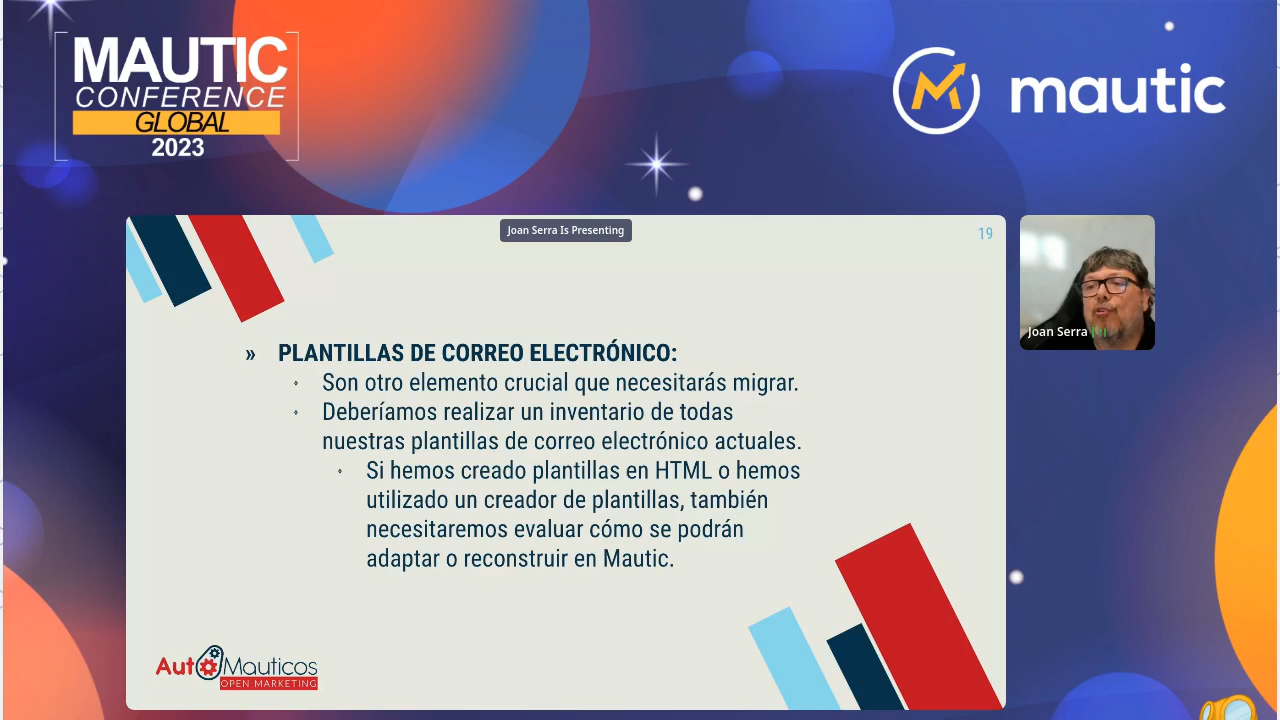 MAUTIC
CONFERENCE
GLOBAL
2023
mautic
Joan Serra Is Presenting
19
» PLANTILLAS DE CORREO ELECTRÓNICO:
Son otro elemento crucial que necesitarás migrar.
Deberíamos realizar un inventario de todas
nuestras plantillas de correo electrónico actuales.
Si hemos creado plantillas en HTML o hemos
utilizado un creador de plantillas, también
necesitaremos evaluar cómo se podrán
adaptar o reconstruir en Mautic.
Joan Serra
AutoMauticos
OPEN MARKETING